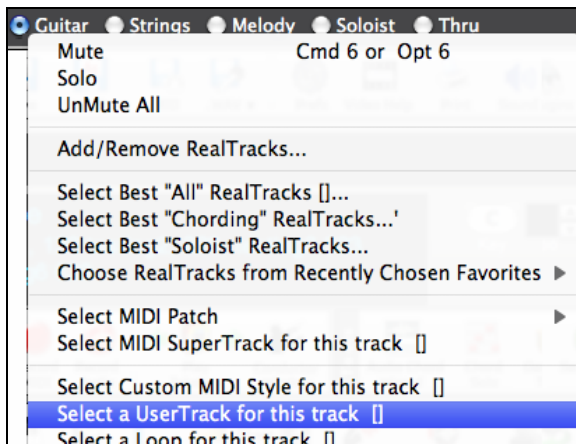 Guitar Strings Melody Soloist Thru
Mute Cmd 6 or Opt 6
Solo
UnMute All
Add/Remove RealTracks...
Select Best "All" RealTracks []...
Select Best "Chording" RealTracks...'
Select Best "Soloist" RealTracks...
Choose RealTracks from Recently Chosen Favorites
Select MIDI Patch
Select MIDI SuperTrack for this track []
Select Custom MIDI Style for this track []
Select a UserTrack for this track []
Select a Loop for this track []